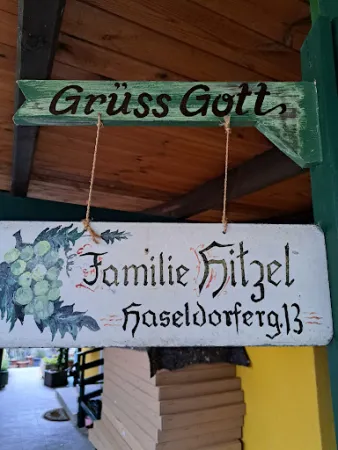 Grüss Gott
Familie Hitzel
Haseldorferg.13